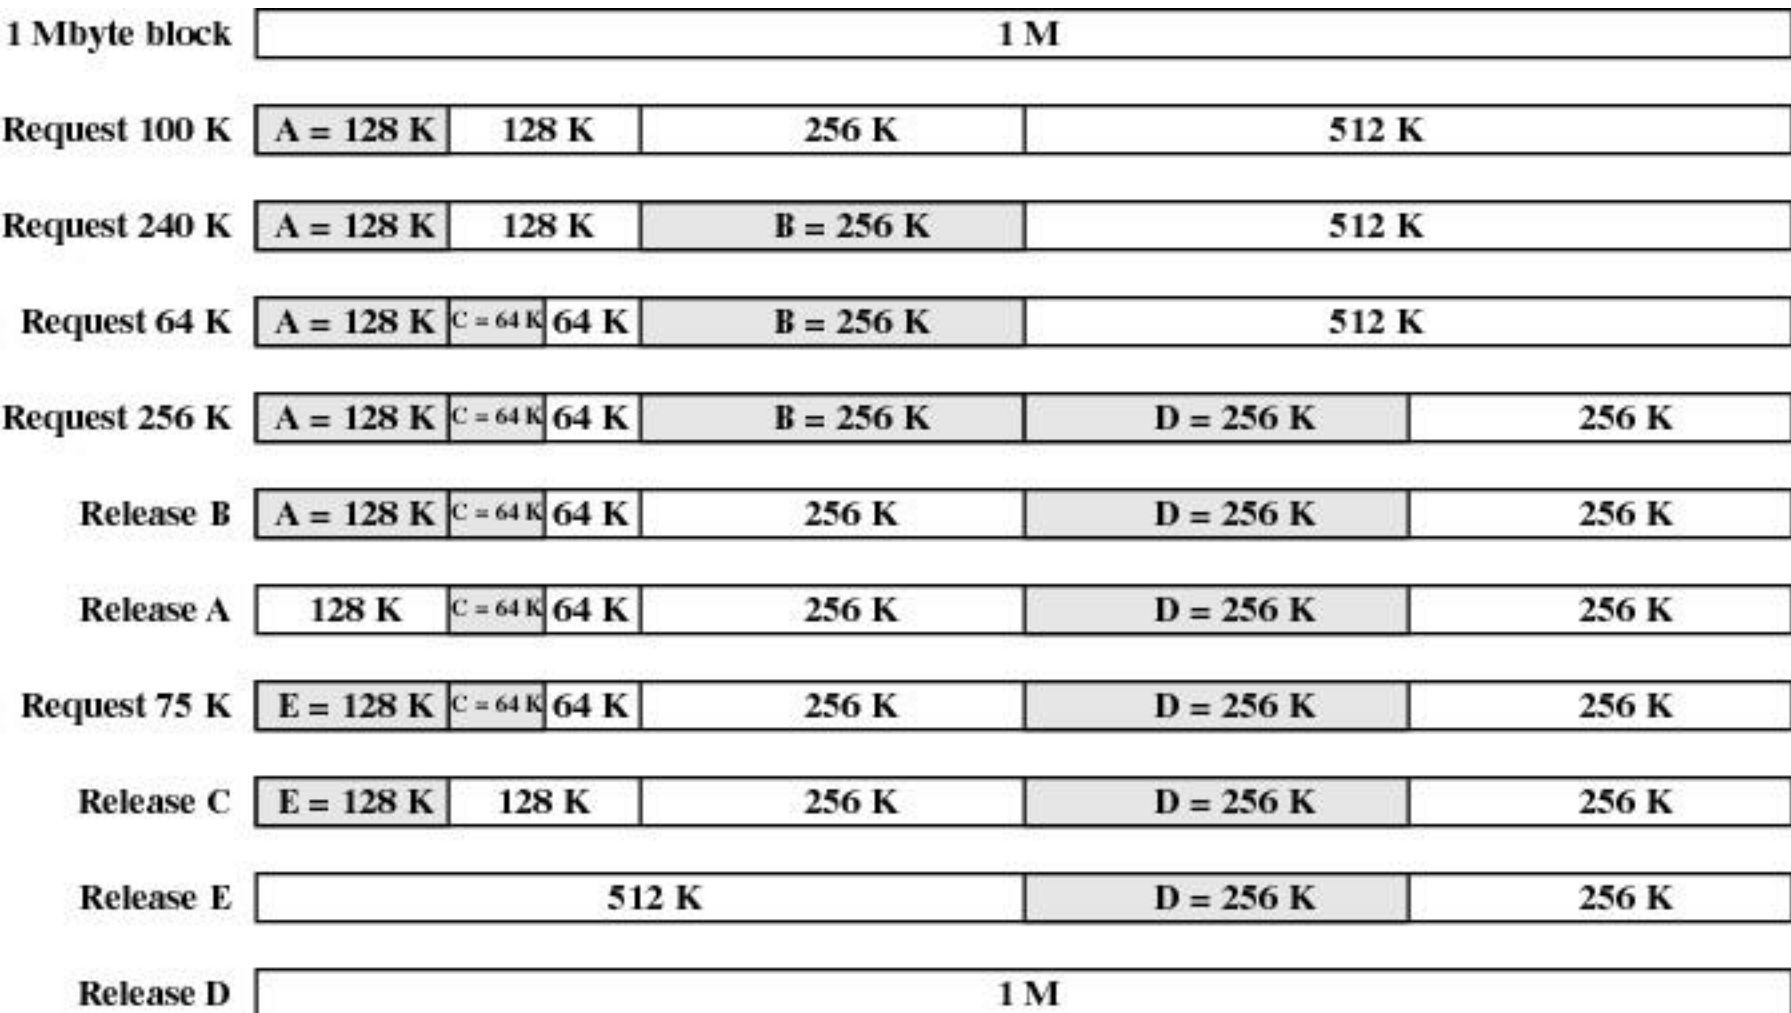 1 Mbyte block 1 M
Request 100 K A = 128 K 128 K 256 K 512 K
Request 240 K A = 128 K 128 K B = 256 K 512 K
Request 64 K A = 128 K C = 64 K 64 K B = 256 K 512 K
Request 256 K A = 128 K C = 64 K 64 K B = 256 K D = 256 K 256 K
Release B A = 128 K C = 64 K 64 K 256 K D = 256 K 256 K
Release A 128 K C = 64 K 64 K 256 K D = 256 K 256 K
Request 75 K E = 128 K C = 64 K 64 K 256 K D = 256 K 256 K
Release C E = 128 K 128 K 256 K D = 256 K 256 K
Release E 512 K D = 256 K 256 K
Release D 1 M